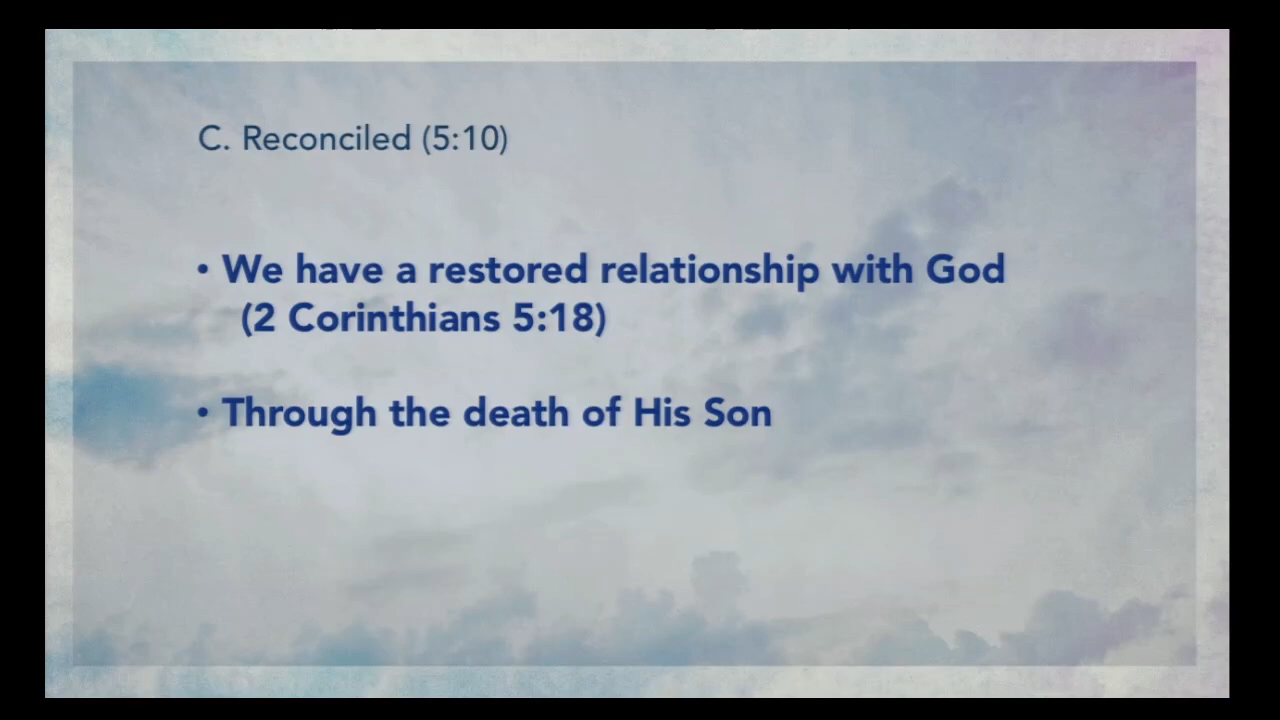 C. Reconciled (5:10)
• We have a restored relationship with God
(2 Corinthians 5:18)
• Through the death of His Son